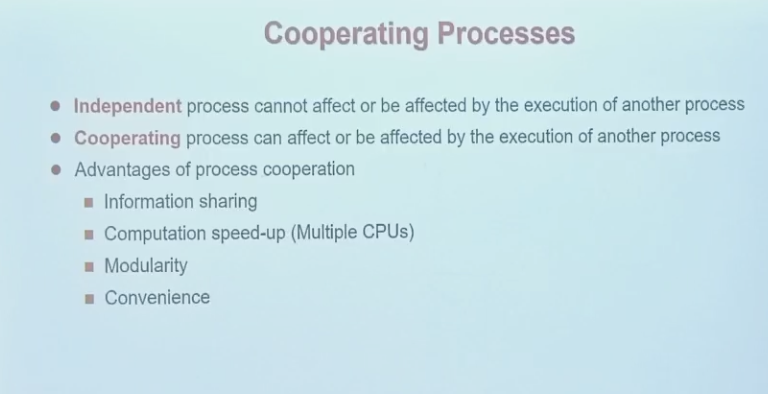 Cooperating Processes
Independent process cannot affect or be affected by the execution of another process
Cooperating process can affect or be affected by the execution of another process
Advantages of process cooperation
Information sharing
Computation speed-up (Multiple CPUs)
Modularity
Convenience